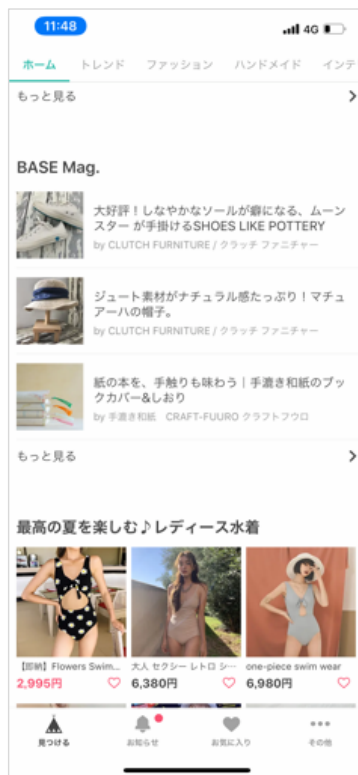 11:48
4G
ホーム トレンド ファッション ハンドメイド インテ
もっと見る
BASE Mag.
大好評！しなやかなソールが癖になる、ムーン
スター が手掛けるSHOES LIKE POTTERY
by CLUTCH FURNITURE / クラッチ ファニチャー
ジュート素材がナチュラル感たっぷり！マチュ
アーハの帽子。
by CLUTCH FURNITURE / クラッチ ファニチャー
紙の本を、手触りも味わう｜手漉き和紙のブッ
クカバー&しおり
by 手漉き和紙　CRAFT-FUURO クラフトフウロ
もっと見る
最高の夏を楽しむ♪レディース水着
【即納】Flowers Swim... 大人 セクシー レトロ シ… one-piece swim wear
2,995円 6,380円 6,980円
見つける お知らせ お気に入り その他